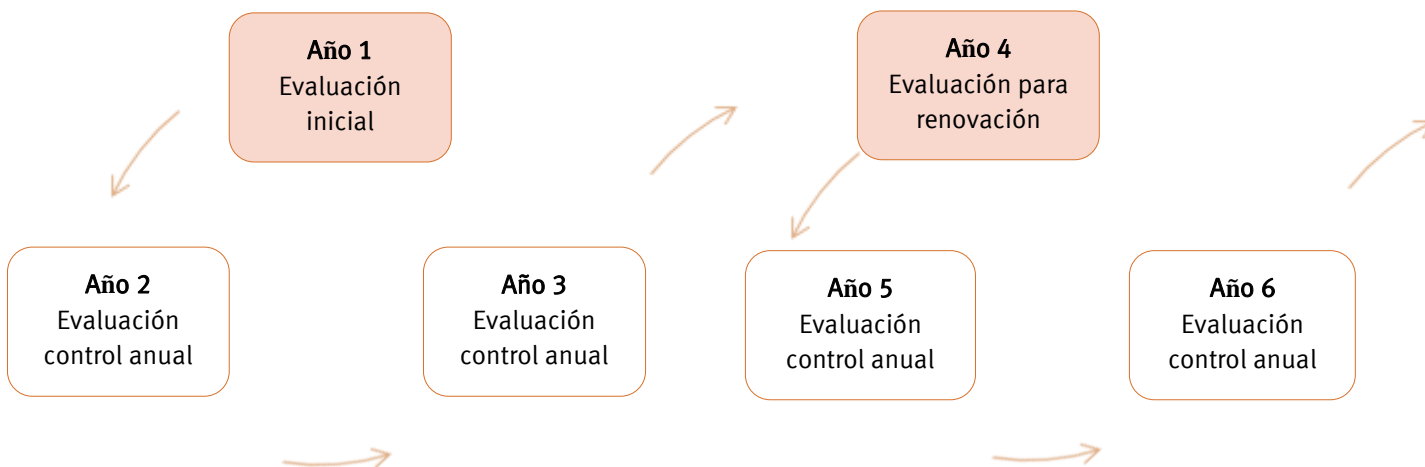 Año 1
Evaluación
inicial
Año 2
Evaluación
control anual
Año 3
Evaluación
control anual
Año 4
Evaluación para
renovación
Año 5
Evaluación
control anual
Año 6
Evaluación
control anual